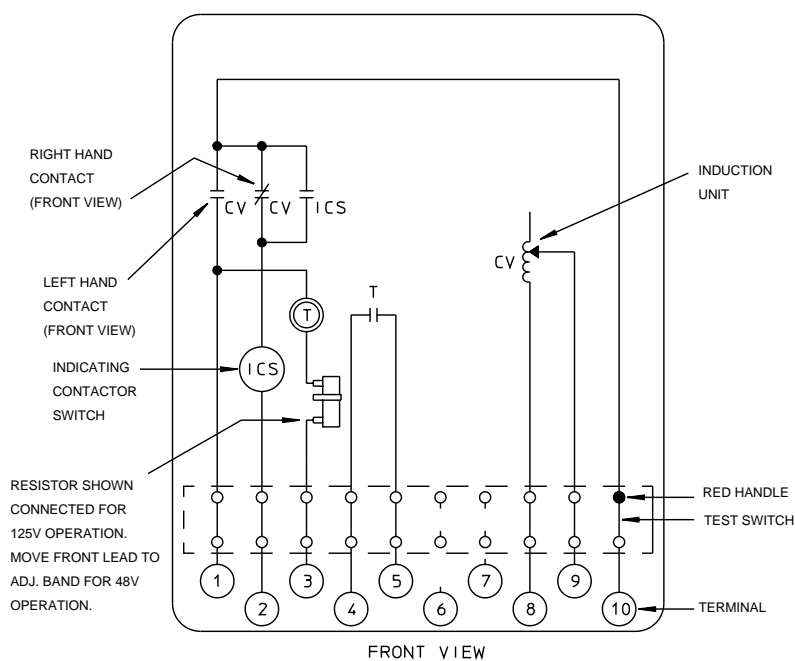 RIGHT HAND
CONTACT
(FRONT VIEW)
CV
CV
ICS
INDUCTION
UNIT
CV
LEFT HAND
CONTACT
(FRONT VIEW)
T
T
INDICATING
CONTACTOR
SWITCH
ICS
RESISTOR SHOWN
CONNECTED FOR
125V OPERATION.
MOVE FRONT LEAD TO
ADJ. BAND FOR 48V
OPERATION.
RED HANDLE
TEST SWITCH
1
2
3
4
5
6
7
8
9
10
TERMINAL
FRONT VIEW